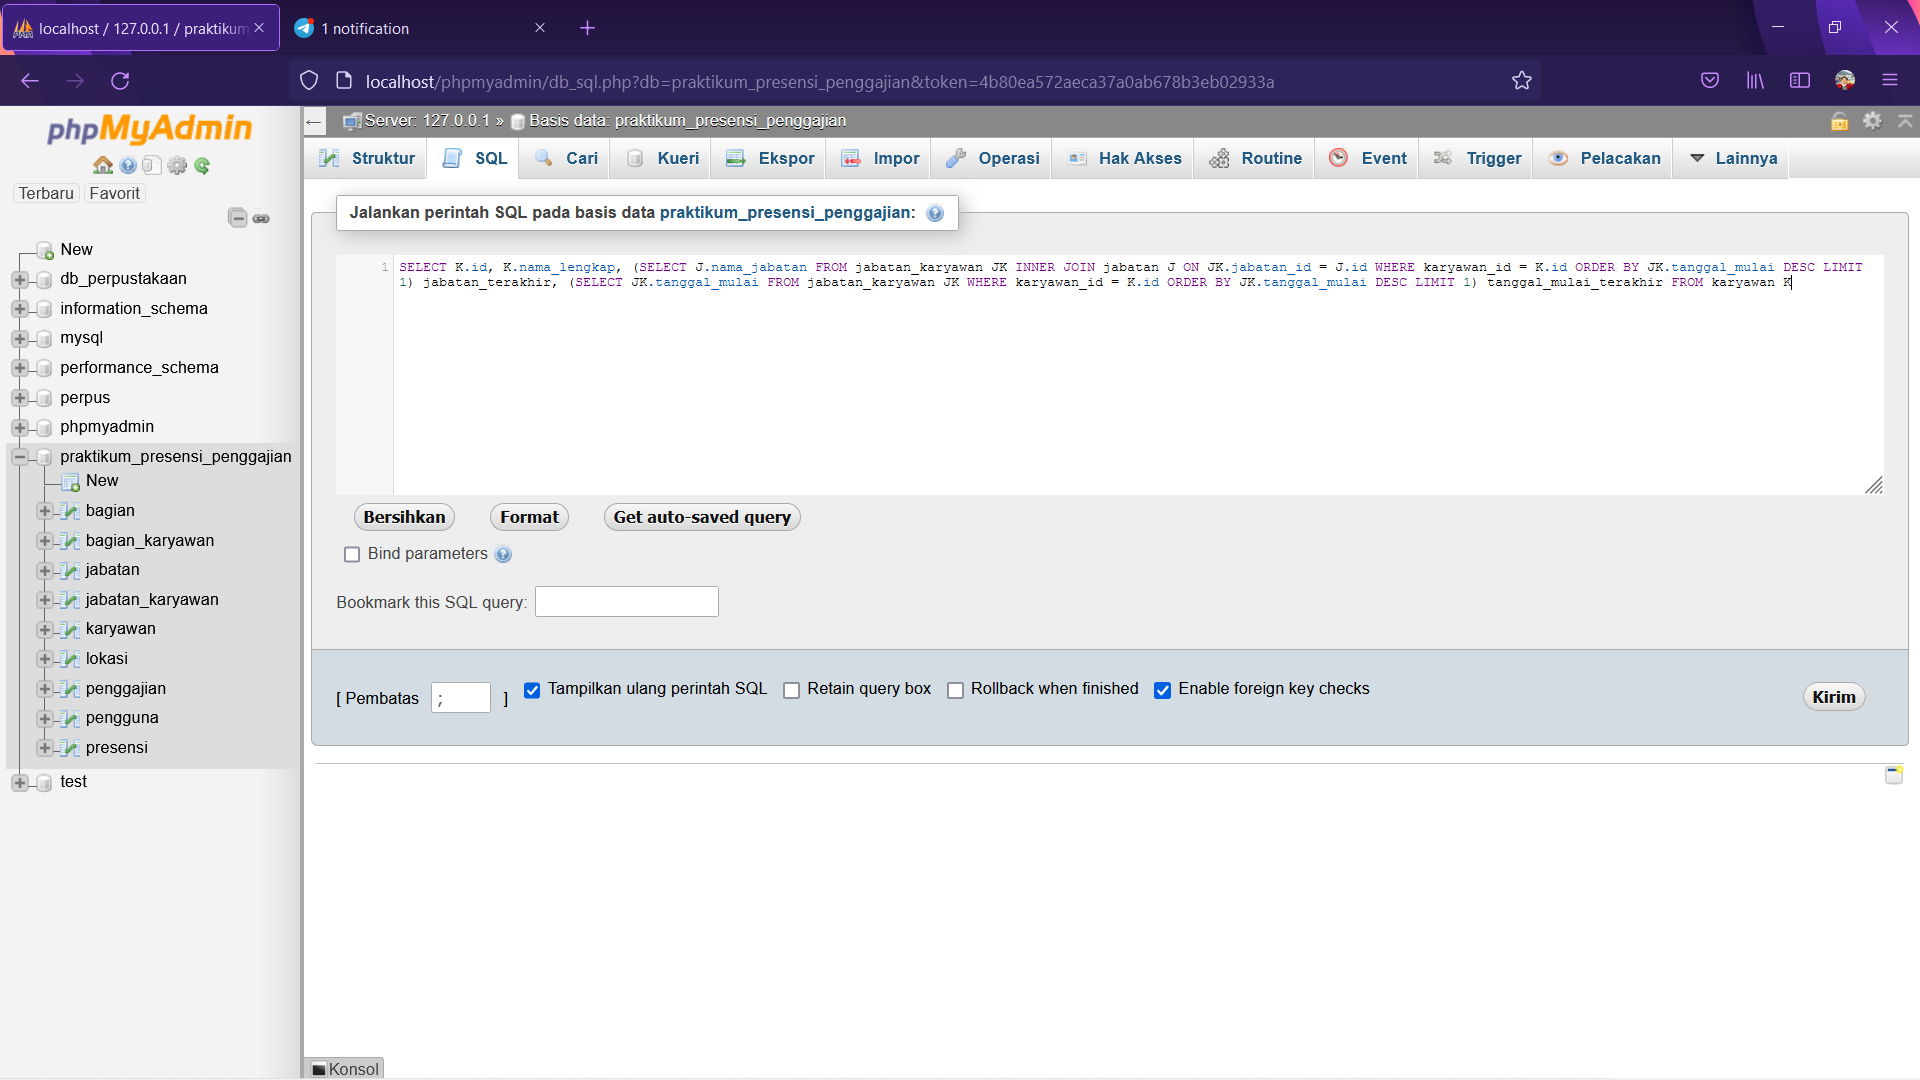 localhost / 127.0.0.1 / praktikum
1 notification
localhost/phpmyadmin/db_sql.php?db=praktikum_presensi_penggajian&token=4b80ea572aeca37a0ab678b3eb02933a
phpMyAdmin
Terbaru Favorit
New
db_perpustakaan
information_schema
mysql
performance_schema
perpus
phpmyadmin
praktikum_presensi_penggajian
New
bagian
bagian_karyawan
jabatan
jabatan_karyawan
karyawan
lokasi
penggajian
pengguna
presensi
test
Server: 127.0.0.1 » Basis data: praktikum_presensi_penggajian
Struktur SQL Cari Kueri Ekspor Impor Operasi Hak Akses Routine Event Trigger Pelacakan Lainnya
Jalankan perintah SQL pada basis data praktikum_presensi_penggajian:
1 SELECT K.id, K.nama_lengkap, (SELECT J.nama_jabatan FROM jabatan_karyawan JK INNER JOIN jabatan J ON JK.jabatan_id = J.id WHERE karyawan_id = K.id ORDER BY JK.tanggal_mulai DESC LIMIT
1) jabatan_terakhir, (SELECT JK.tanggal_mulai FROM jabatan_karyawan JK WHERE karyawan_id = K.id ORDER BY JK.tanggal_mulai DESC LIMIT 1) tanggal_mulai_terakhir FROM karyawan K
Bersihkan Format Get auto-saved query
Bind parameters
Bookmark this SQL query:
[ Pembatas ; ] Tampilkan ulang perintah SQL Retain query box Rollback when finished Enable foreign key checks
Kirim
Konsol